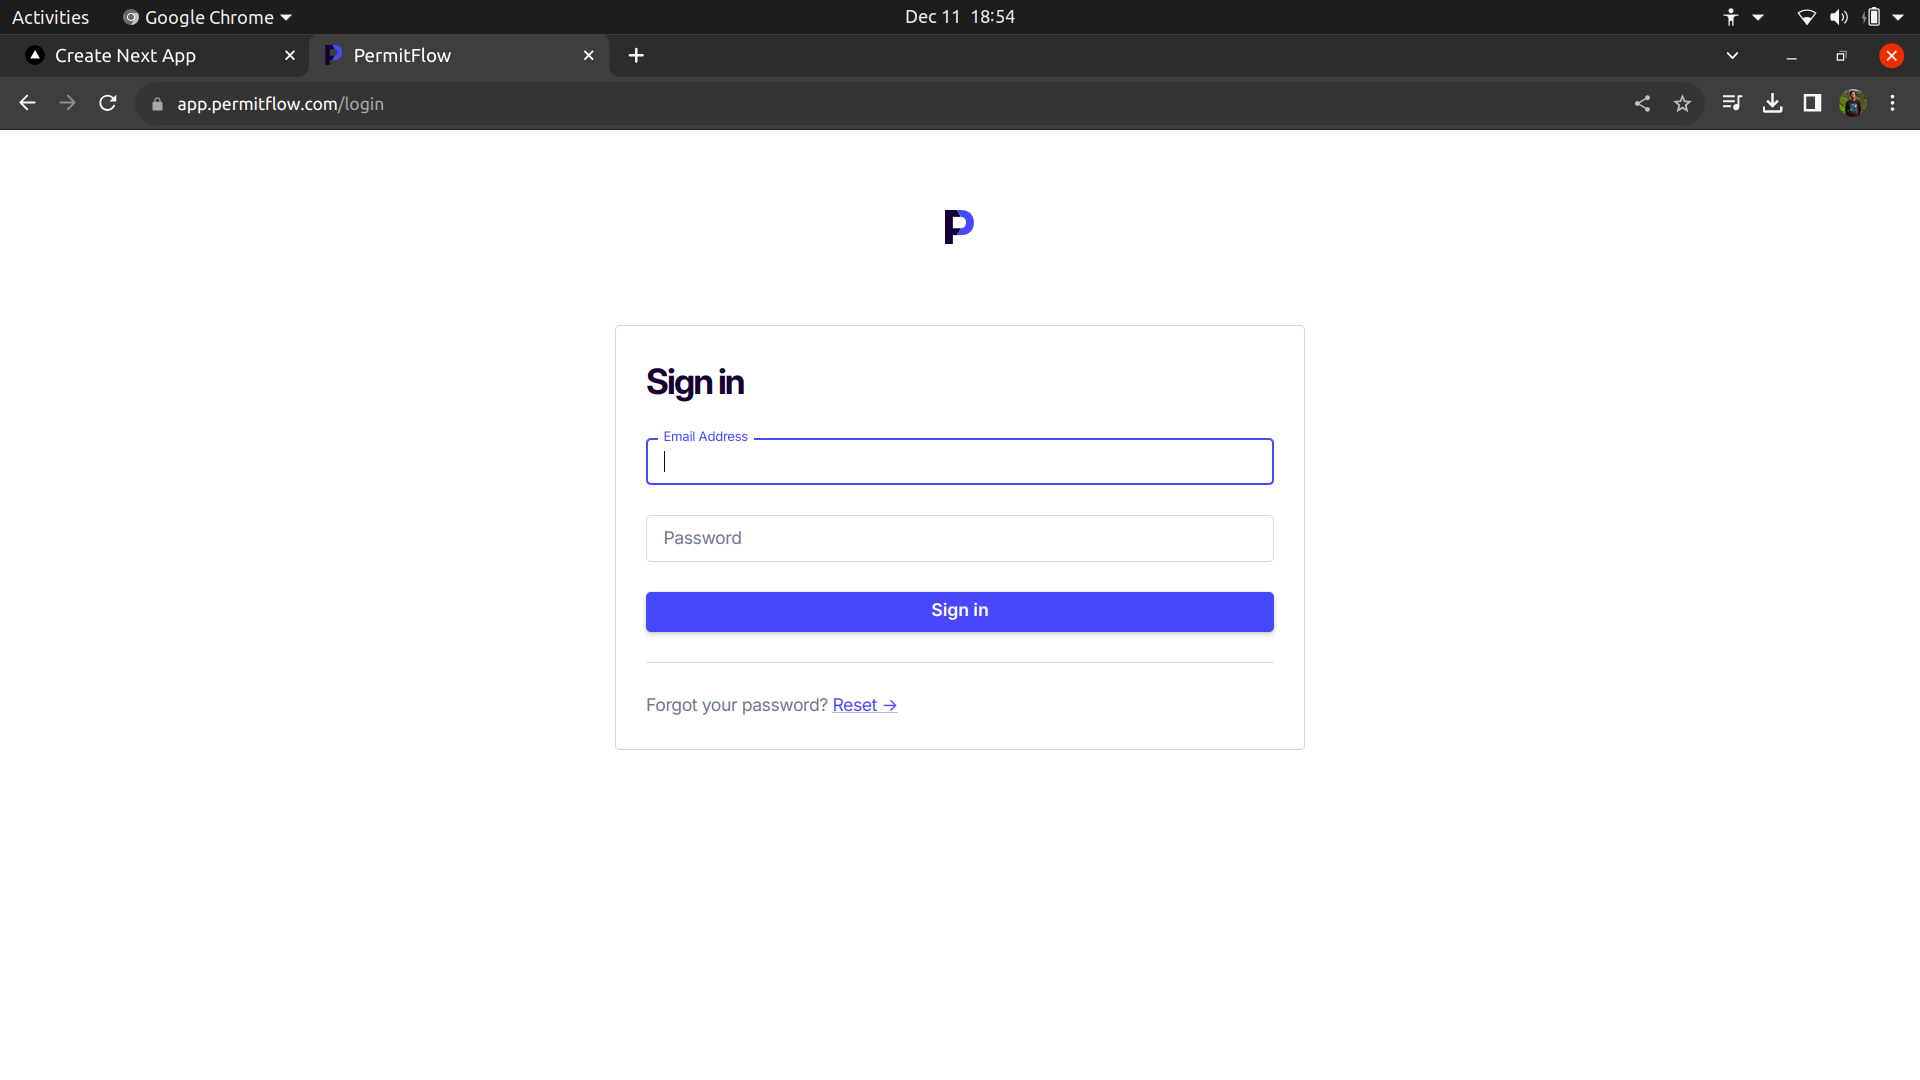 Activities Google Chrome Dec 11 18:54
Create Next App PermitFlow
app.permitflow.com/login
P
Sign in
Email Address
Password
Sign in
Forgot your password? Reset →